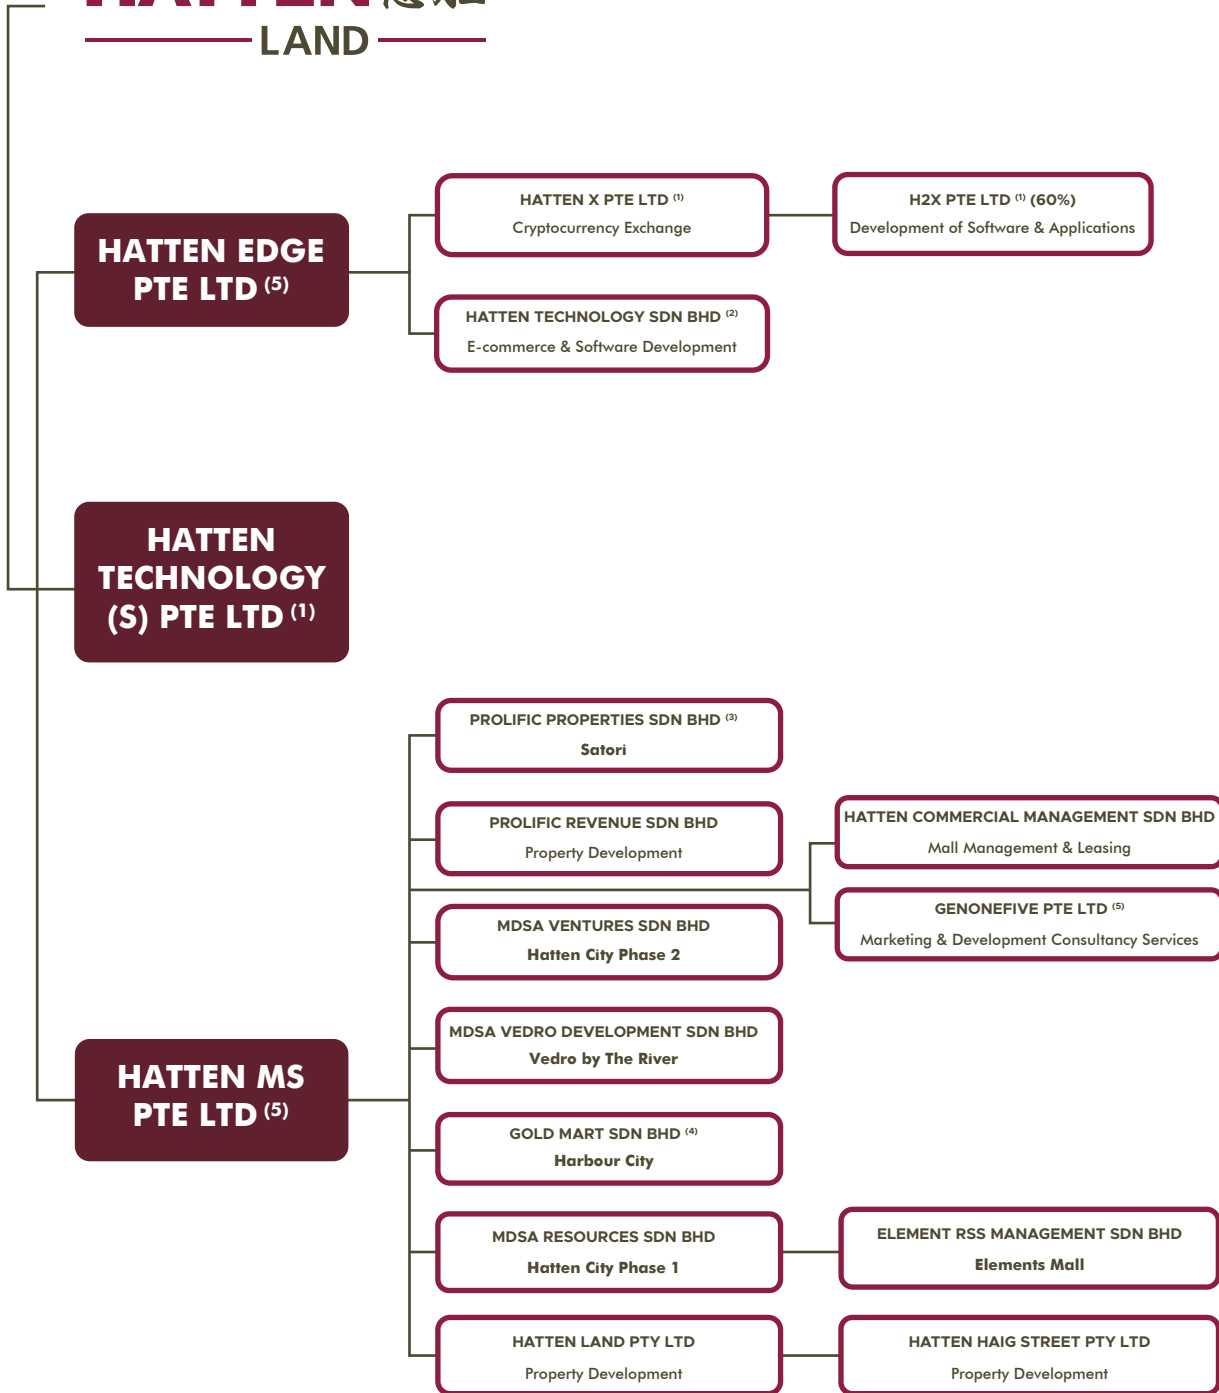 HATTEN
LAND
HATTEN EDGE
PTE LTD (5)
HATTEN X PTE LTD (1)
Cryptocurrency Exchange
H2X PTE LTD (1) (60%)
Development of Software & Applications
HATTEN TECHNOLOGY SDN BHD (2)
E-commerce & Software Development
HATTEN
TECHNOLOGY
(S) PTE LTD (1)
HATTEN MS
PTE LTD (5)
PROLIFIC PROPERTIES SDN BHD (3)
Satori
PROLIFIC REVENUE SDN BHD
Property Development
HATTEN COMMERCIAL MANAGEMENT SDN BHD
Mall Management & Leasing
GENONEFIVE PTE LTD (5)
Marketing & Development Consultancy Services
MDSA VENTURES SDN BHD
Hatten City Phase 2
MDSA VEDRO DEVELOPMENT SDN BHD
Vedro by The River
GOLD MART SDN BHD (4)
Harbour City
MDSA RESOURCES SDN BHD
Hatten City Phase 1
ELEMENT RSS MANAGEMENT SDN BHD
Elements Mall
HATTEN LAND PTY LTD
Property Development
HATTEN HAIG STREET PTY LTD
Property Development